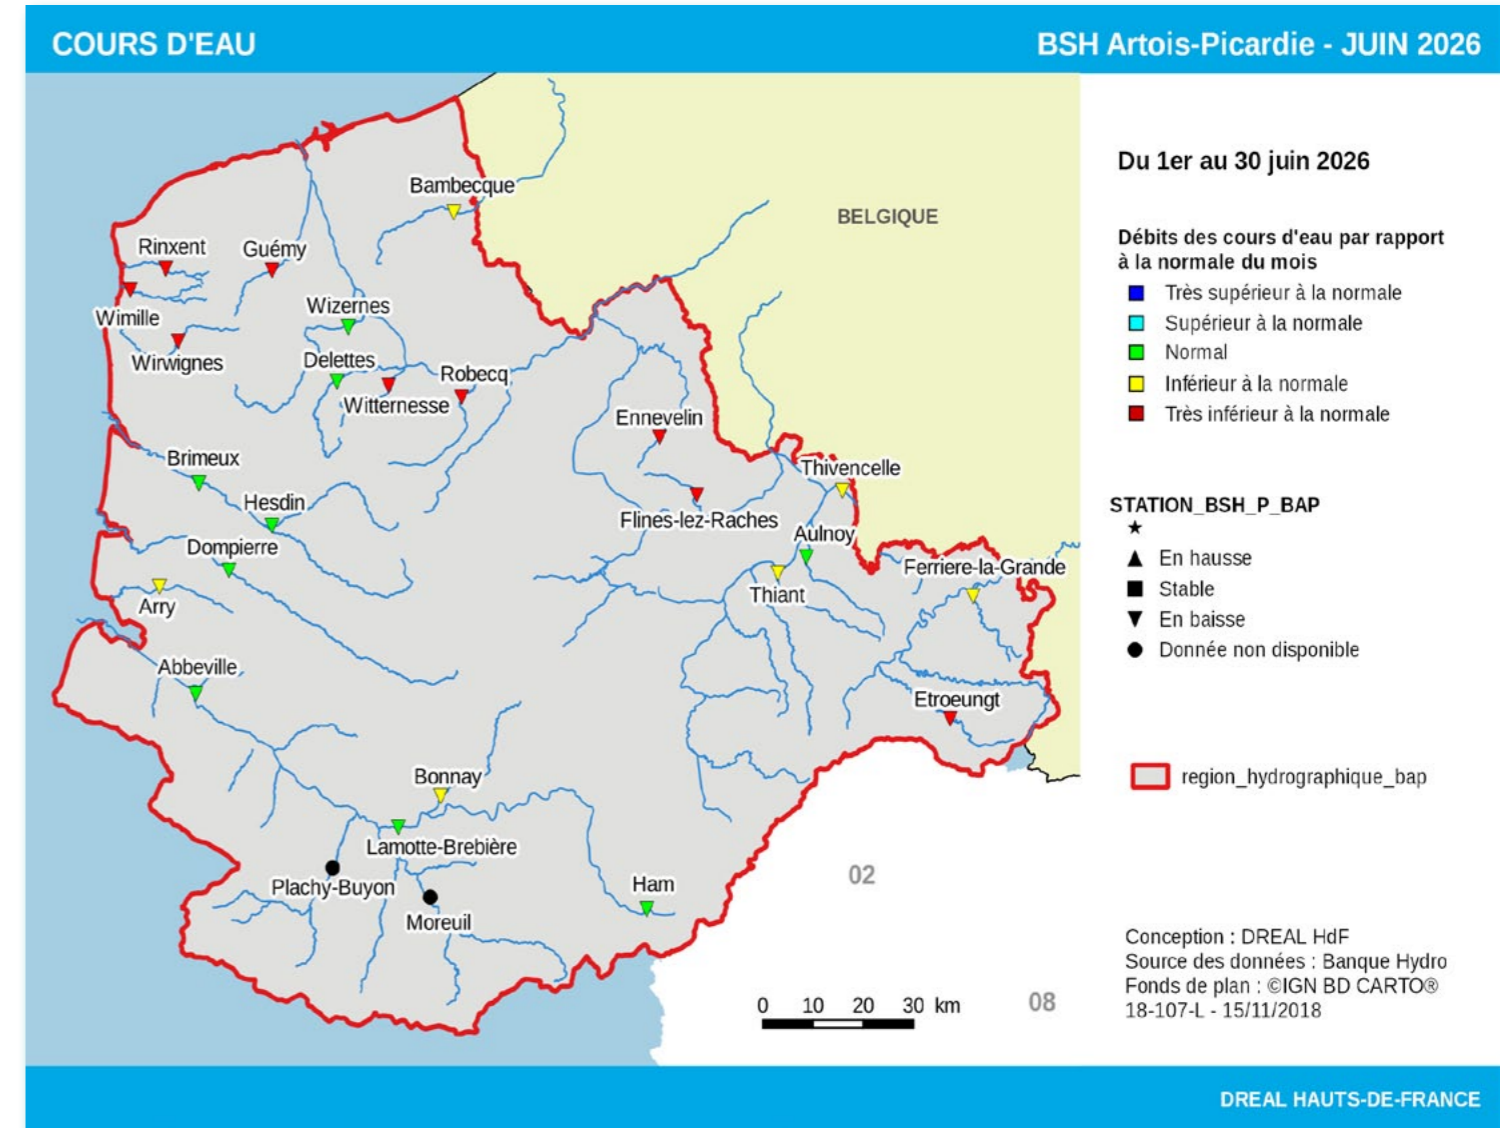 COURS D'EAU
BSH Artois-Picardie - JUIN 2026
Du 1er au 30 juin 2026
Débits des cours d'eau par rapport
à la normale du mois
Très supérieur à la normale
Supérieur à la normale
Normal
Inférieur à la normale
Très inférieur à la normale
STATION_BSH_P_BAP
En hausse
Stable
En baisse
Donnée non disponible
region_hydrographique_bap
BELGIQUE
Bambecque
Rinxent
Guémy
Wimille
Wizernes
Wirwignes
Delettes
Robecq
Witternesse
Ennevelin
Brimeux
Thivencelle
Hesdin
Flines-lez-Raches
Aulnoy
Dompierre
Ferriere-la-Grande
Arry
Thiant
Abbeville
Etroeungt
Bonnay
Lamotte-Brebière
Plachy-Buyon
Ham
Moreuil
02
08
0 10 20 30 km
Conception : DREAL HdF
Source des données : Banque Hydro
Fonds de plan : ©IGN BD CARTO®
18-107-L - 15/11/2018
DREAL HAUTS-DE-FRANCE